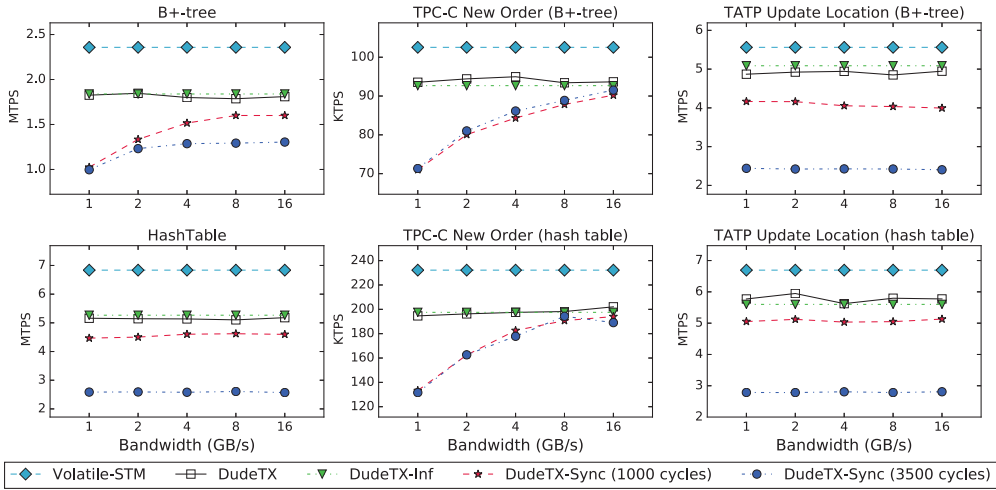 B+-tree
TPC-C New Order (B+-tree)
TATP Update Location (B+-tree)
MTPS
2.5
2.0
1.5
1.0
1 2 4 8 16
KTPS
100
90
80
70
1 2 4 8 16
MTPS
6
5
4
3
2
1 2 4 8 16
HashTable
TPC-C New Order (hash table)
TATP Update Location (hash table)
MTPS
7
6
5
4
3
2
1 2 4 8 16
Bandwidth (GB/s)
KTPS
240
220
200
180
160
140
120
1 2 4 8 16
Bandwidth (GB/s)
MTPS
7
6
5
4
3
2
1 2 4 8 16
Bandwidth (GB/s)
Volatile-STM DudeTX DudeTX-Inf DudeTX-Sync (1000 cycles) DudeTX-Sync (3500 cycles)